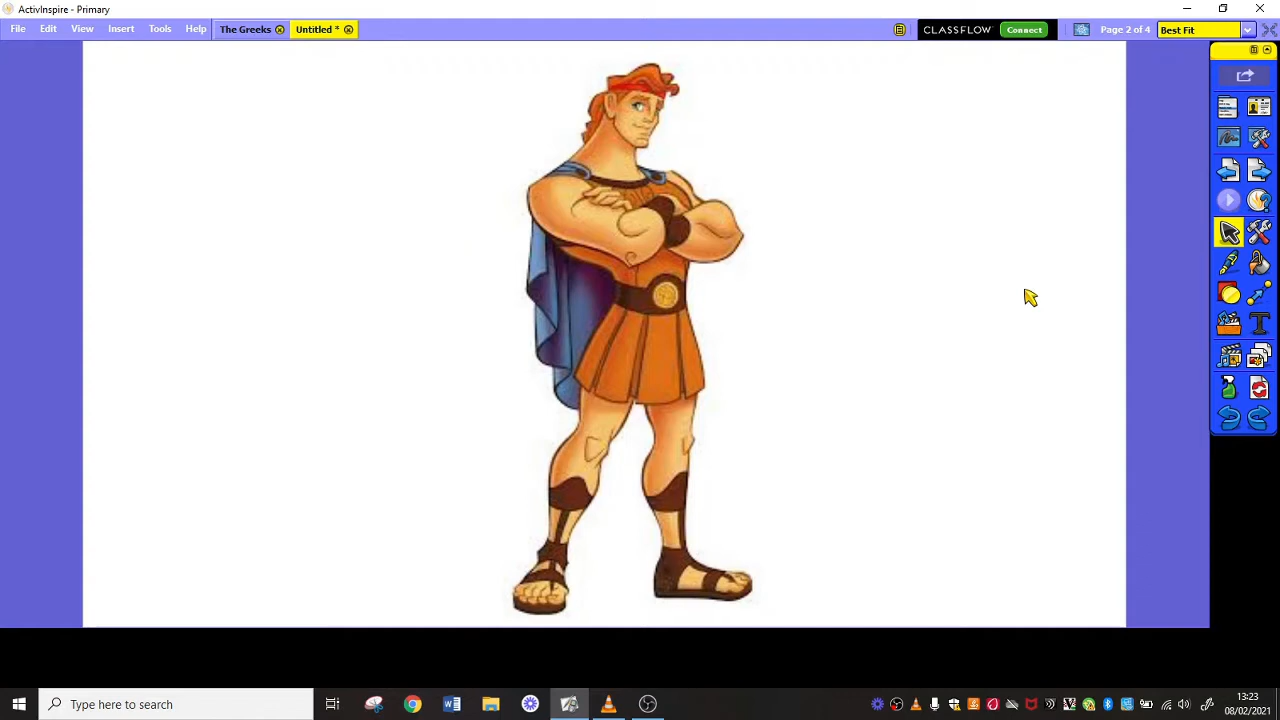 ActivInspire - Primary
File Edit View Insert Tools Help The Greeks Untitled * CLASSFLOW Connect Page 2 of 4 Best Fit
Type here to search
13:23
08/02/2021